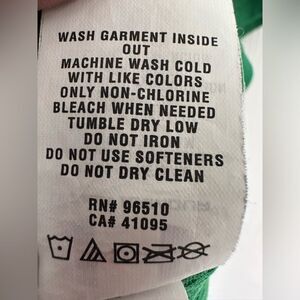 WASH GARMENT INSIDE
OUT
MACHINE WASH COLD
WITH LIKE COLORS
ONLY NON-CHLORINE
BLEACH WHEN NEEDED
TUMBLE DRY LOW
DO NOT IRON
DO NOT USE SOFTENERS
DO NOT DRY CLEAN
RN# 96510
CA# 41095